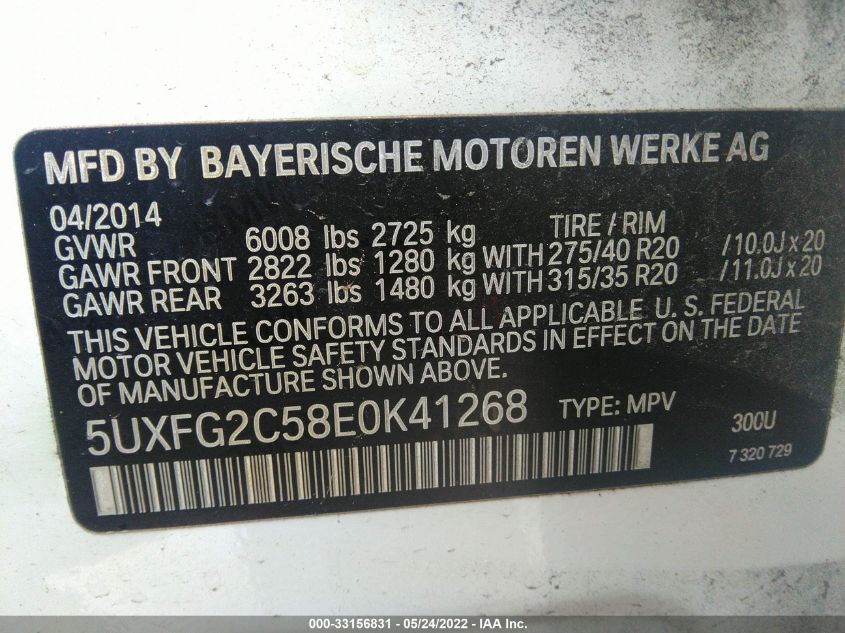 MFD BY BAYERISCHE MOTOREN WERKE AG
04/2014
GVWR 6008 lbs 2725 kg TIRE / RIM
GAWR FRONT 2822 lbs 1280 kg WITH 275/40 R20 /10.0J x 20
GAWR REAR 3263 lbs 1480 kg WITH 315/35 R20 /11.0J x 20
THIS VEHICLE CONFORMS TO ALL APPLICABLE U. S. FEDERAL
MOTOR VEHICLE SAFETY STANDARDS IN EFFECT ON THE DATE
OF MANUFACTURE SHOWN ABOVE.
5UXFG2C58E0K41268 TYPE: MPV 300U
7 320 729
000-33156831 - 05/24/2022 - IAA Inc.